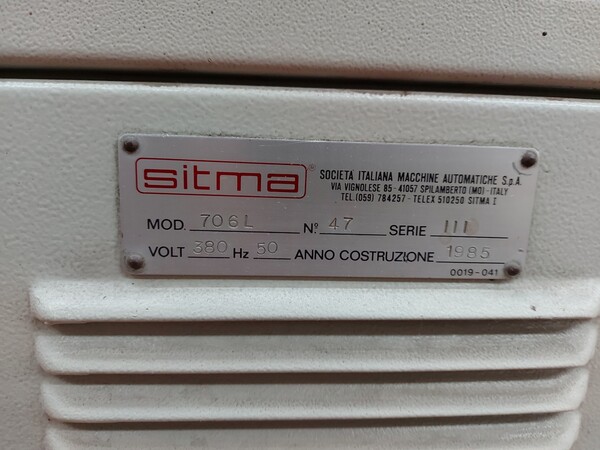 sitma®
SOCIETÀ ITALIANA MACCHINE AUTOMATICHE S.p.A.
VIA VIGNOLESE 85 - 41057 SPILAMBERTO (MO) - ITALY
TEL.(059) 784257 - TELEX 510250 SITMA I
MOD. 706L Nº 47 SERIE III
VOLT 380 Hz 50 ANNO COSTRUZIONE 1985
0019-041